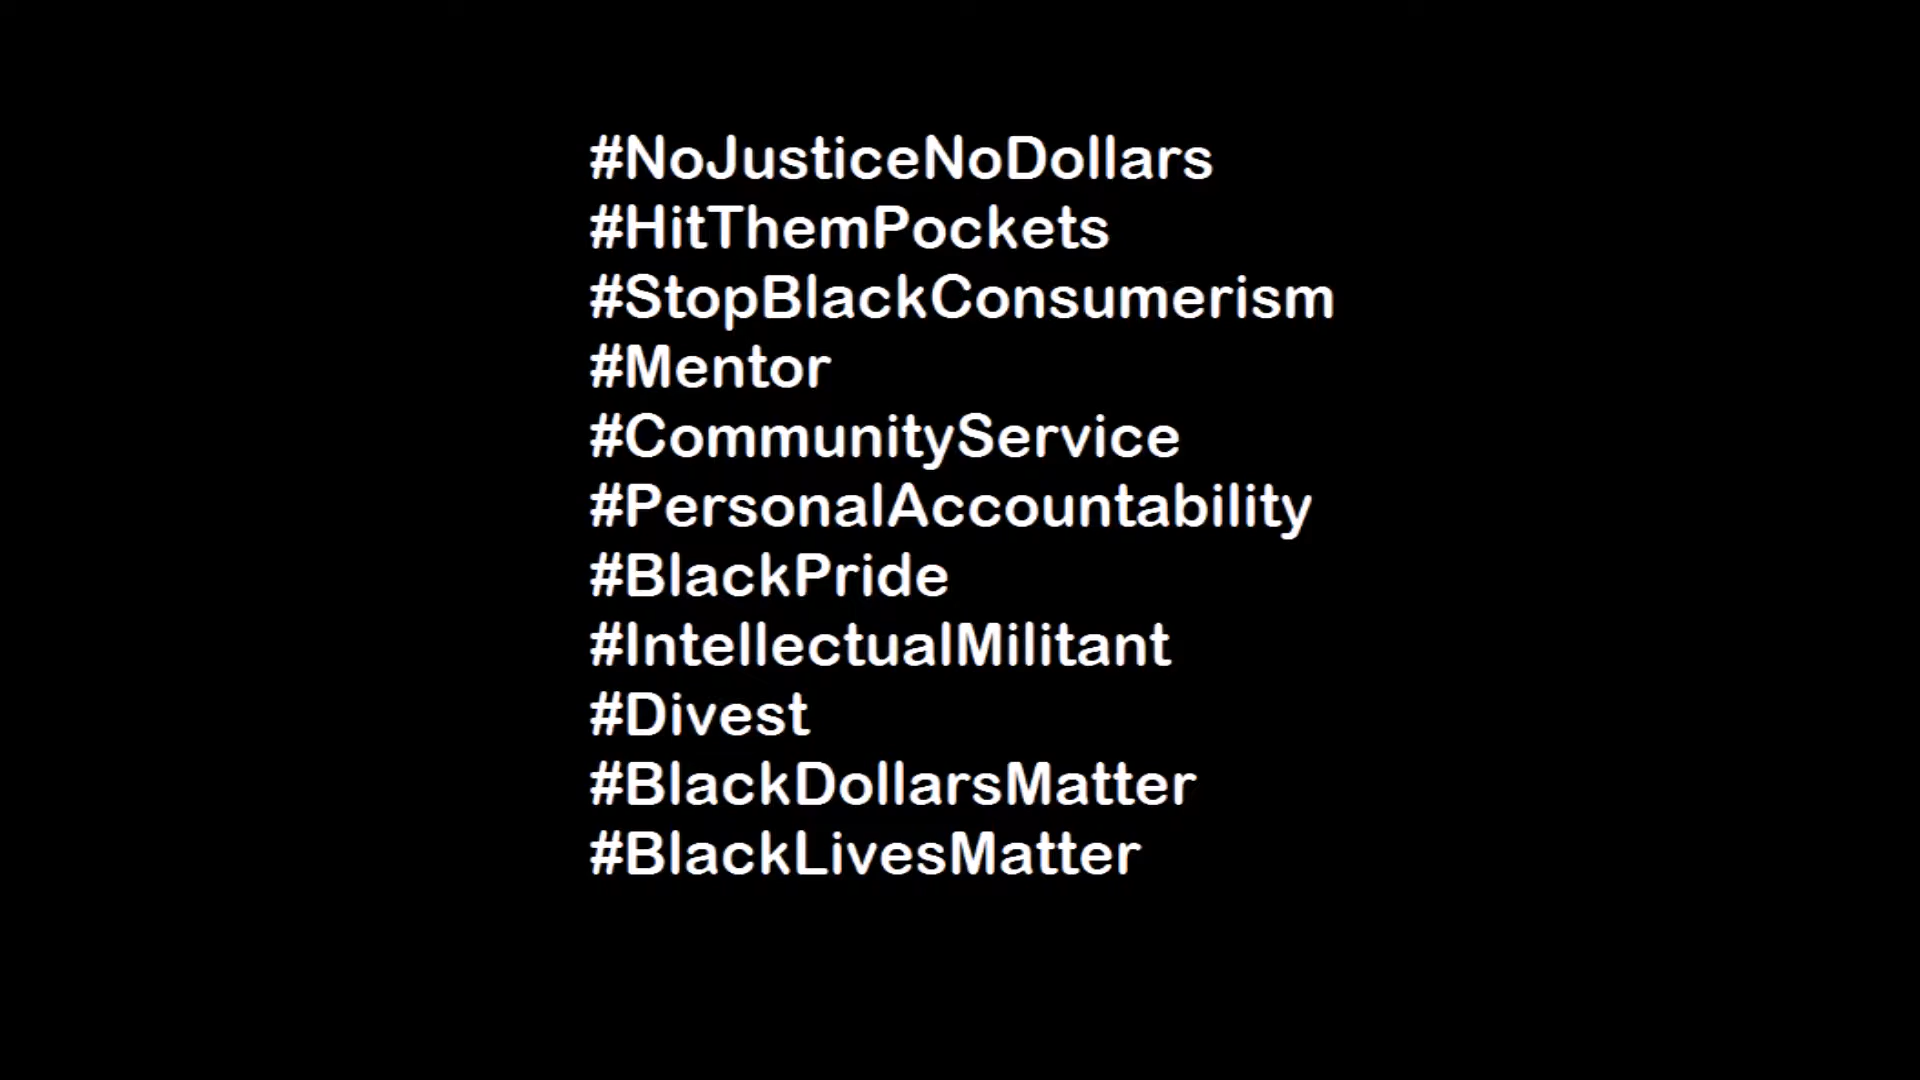 #NoJusticeNoDollars
#HitThemPockets
#StopBlackConsumerism
#Mentor
#CommunityService
#PersonalAccountability
#BlackPride
#IntellectualMilitant
#Divest
#BlackDollarsMatter
#BlackLivesMatter